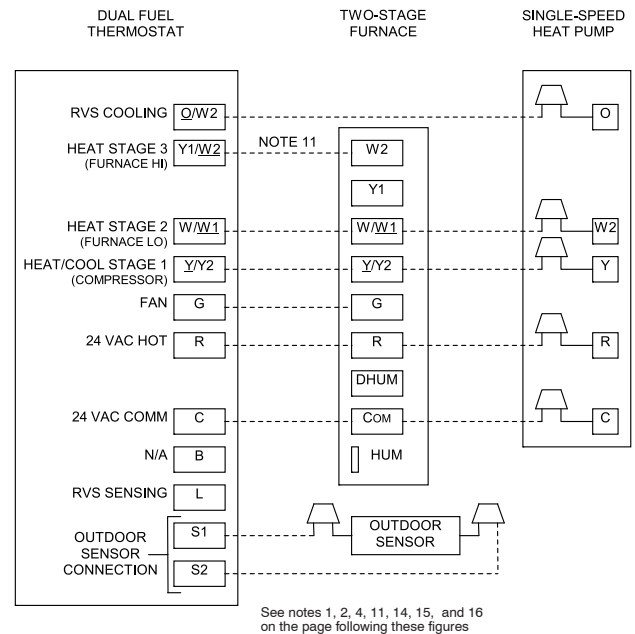 DUAL FUEL
THERMOSTAT
TWO-STAGE
FURNACE
SINGLE-SPEED
HEAT PUMP
RVS COOLING O/W2 O
HEAT STAGE 3 Y1/W2 NOTE 11 W2
(FURNACE HI)
Y1
HEAT STAGE 2 W/W1 W/W1 W2
(FURNACE LO)
HEAT/COOL STAGE 1 Y/Y2 Y/Y2 Y
(COMPRESSOR)
FAN G G
24 VAC HOT R R R
DHUM
24 VAC COMM C COM C
N/A B HUM
RVS SENSING L
OUTDOOR
SENSOR
CONNECTION
S1
S2
OUTDOOR
SENSOR
See notes 1, 2, 4, 11, 14, 15, and 16
on the page following these figures